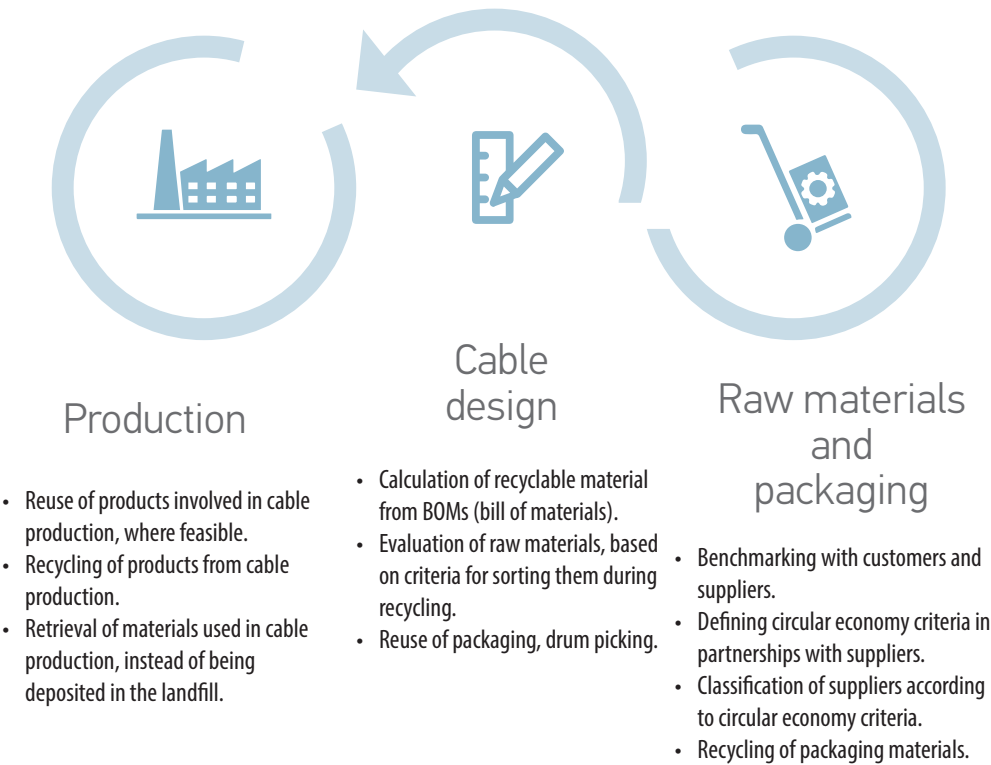 Production
• Reuse of products involved in cable
production, where feasible.
• Recycling of products from cable
production.
• Retrieval of materials used in cable
production, instead of being
deposited in the landfill.
Cable
design
• Calculation of recyclable material
from BOMs (bill of materials).
• Evaluation of raw materials, based
on criteria for sorting them during
recycling.
• Reuse of packaging, drum picking.
Raw materials
and
packaging
• Benchmarking with customers and
suppliers.
• Defining circular economy criteria in
partnerships with suppliers.
• Classification of suppliers according
to circular economy criteria.
• Recycling of packaging materials.